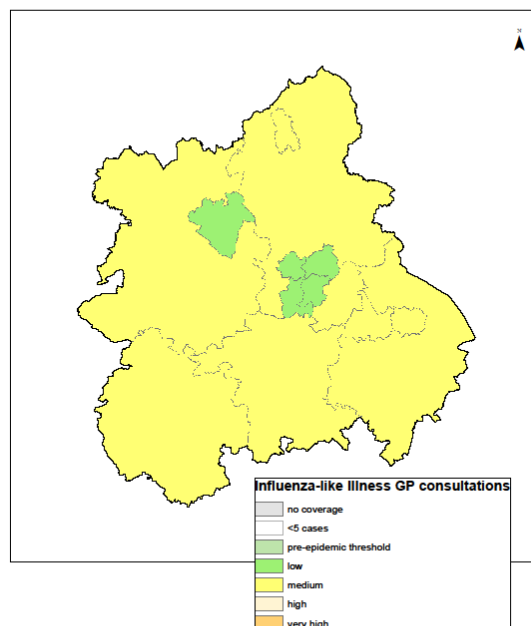 N
Influenza-like Illness GP consultations
no coverage
<5 cases
pre-epidemic threshold
low
medium
high
very high